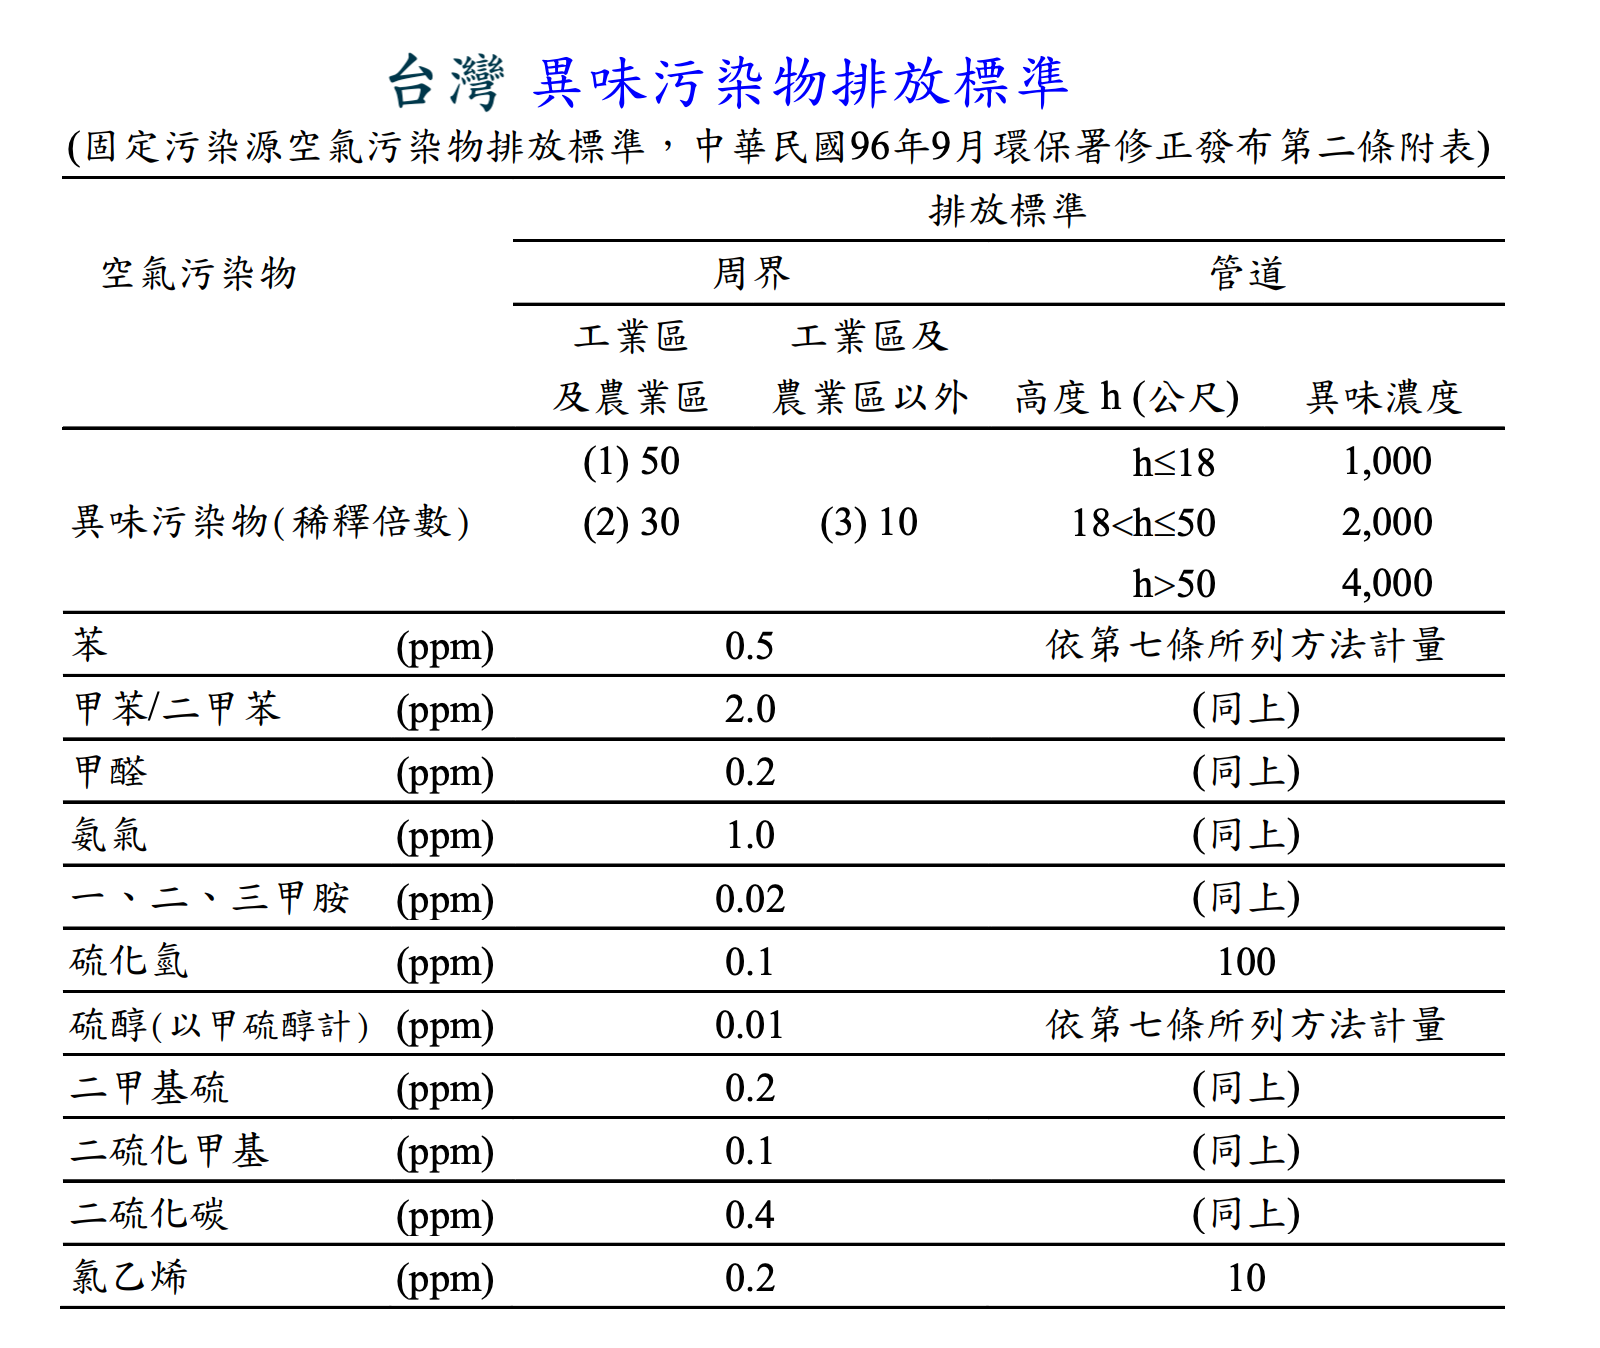 台灣 異味污染物排放標準
(固定污染源空氣污染物排放標準，中華民國96年9月環保署修正發布第二條附表)
排放標準
空氣污染物 周界 管道
工業區 工業區及
及農業區 農業區以外 高度 h (公尺) 異味濃度
(1) 50 h≤18 1,000
異味污染物(稀釋倍數) (2) 30 (3) 10 18<h≤50 2,000
h>50 4,000
苯 (ppm) 0.5 依第七條所列方法計量
甲苯/二甲苯 (ppm) 2.0 (同上)
甲醛 (ppm) 0.2 (同上)
氨氣 (ppm) 1.0 (同上)
一、二、三甲胺 (ppm) 0.02 (同上)
硫化氫 (ppm) 0.1 100
硫醇(以甲硫醇計) (ppm) 0.01 依第七條所列方法計量
二甲基硫 (ppm) 0.2 (同上)
二硫化甲基 (ppm) 0.1 (同上)
二硫化碳 (ppm) 0.4 (同上)
氯乙烯 (ppm) 0.2 10